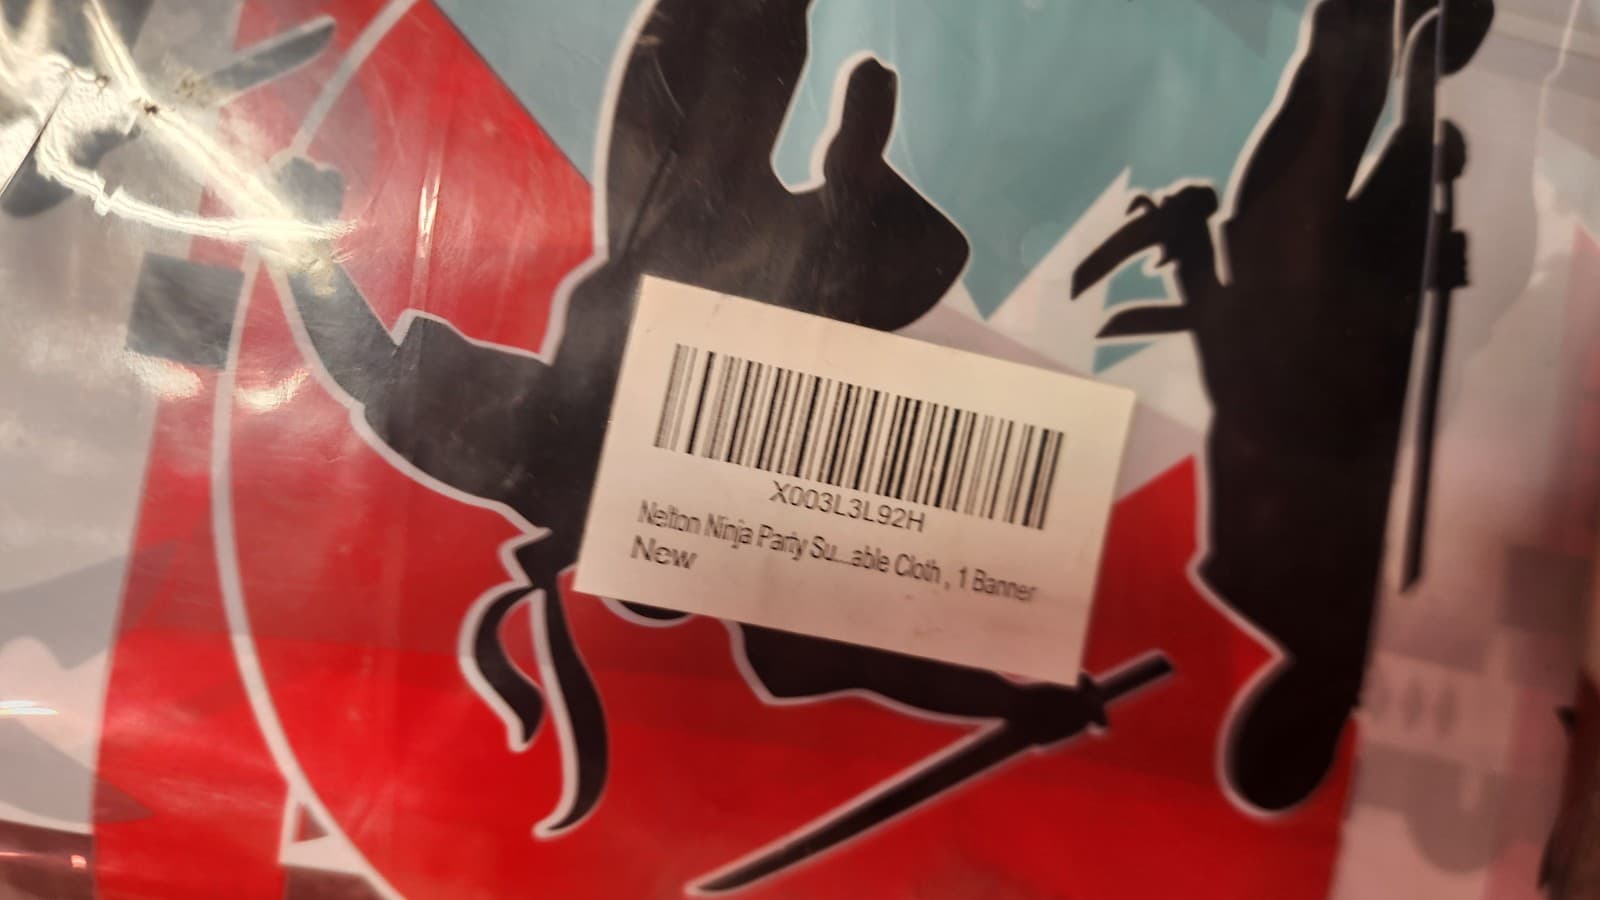 X003L3L92H
Nelton Ninja Party Su...able Cloth , 1 Banner
New